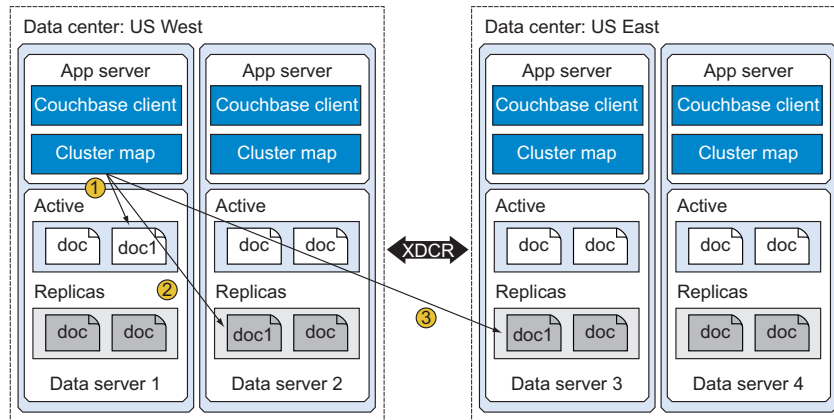 Data center: US West
App server
Couchbase client
Cluster map
1
Active
doc
doc1
2
Replicas
doc
doc
Data server 1
App server
Couchbase client
Cluster map
Active
doc
doc
Replicas
doc1
doc
Data server 2
XDCR
3
Data center: US East
App server
Couchbase client
Cluster map
Active
doc
doc
Replicas
doc1
doc
Data server 3
App server
Couchbase client
Cluster map
Active
doc
doc
Replicas
doc
doc
Data server 4